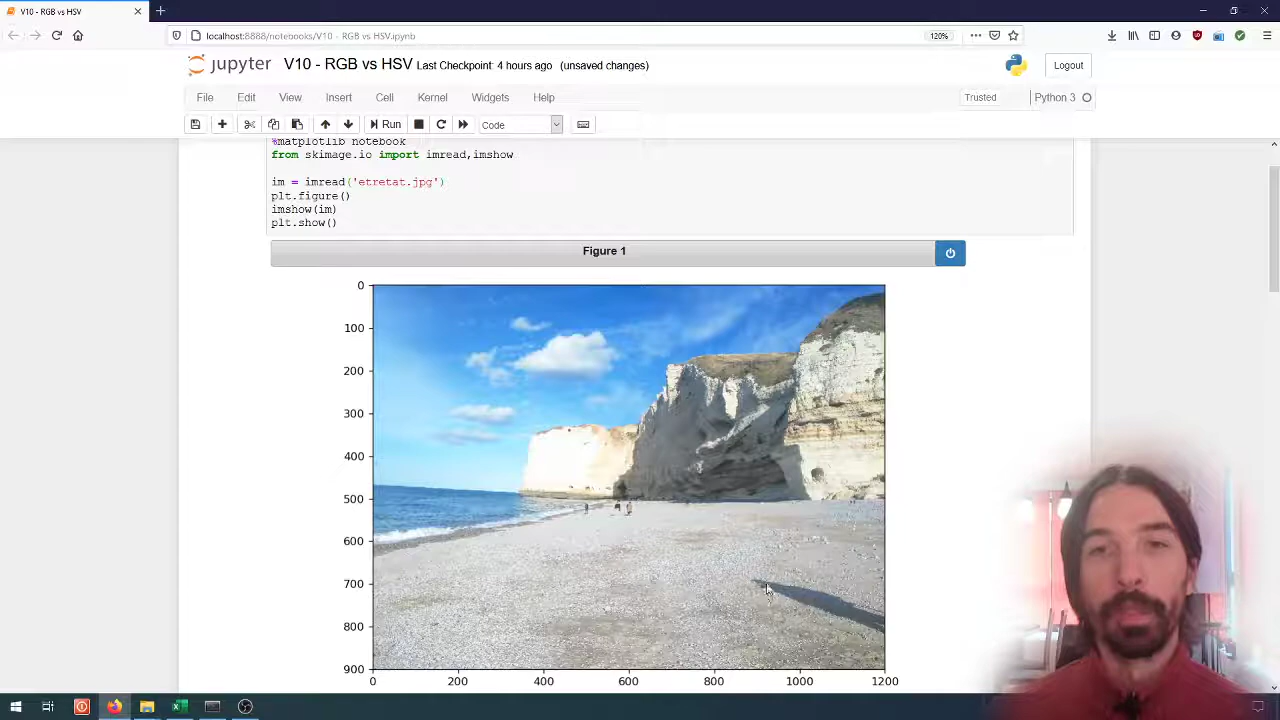 V10 - RGB vs HSV
localhost:8888/notebooks/V10 - RGB vs HSV.ipynb
120%
jupyter V10 - RGB vs HSV Last Checkpoint: 4 hours ago (unsaved changes)
Logout
File Edit View Insert Cell Kernel Widgets Help
Trusted
Python 3
Run
Code
%matplotlib notebook
from skimage.io import imread,imshow
im = imread('etretat.jpg')
plt.figure()
imshow(im)
plt.show()
Figure 1
0
100
200
300
400
500
600
700
800
900
0 200 400 600 800 1000 1200